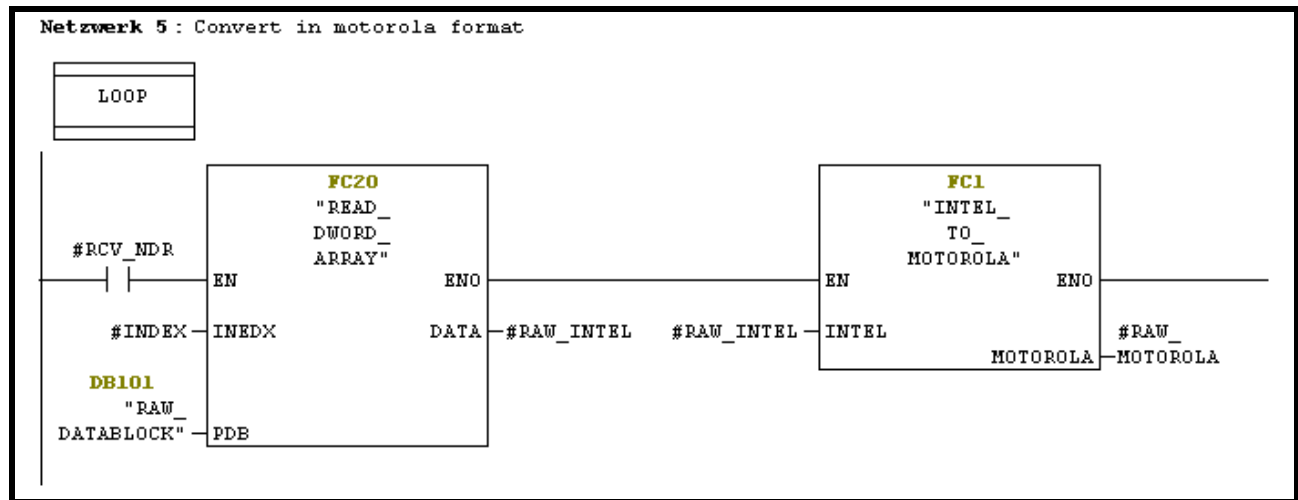 Netzwerk 5 : Convert in motorola format
LOOP
FC20
"READ_
DWORD_
ARRAY"
#RCV_NDR
EN
ENO
#INDEX
INEDX
DATA
#RAW_INTEL
DB101
"RAW_
DATABLOCK"
PDB
FC1
"INTEL_
TO_
MOTOROLA"
EN
ENO
#RAW_INTEL
INTEL
MOTOROLA
#RAW_
MOTOROLA